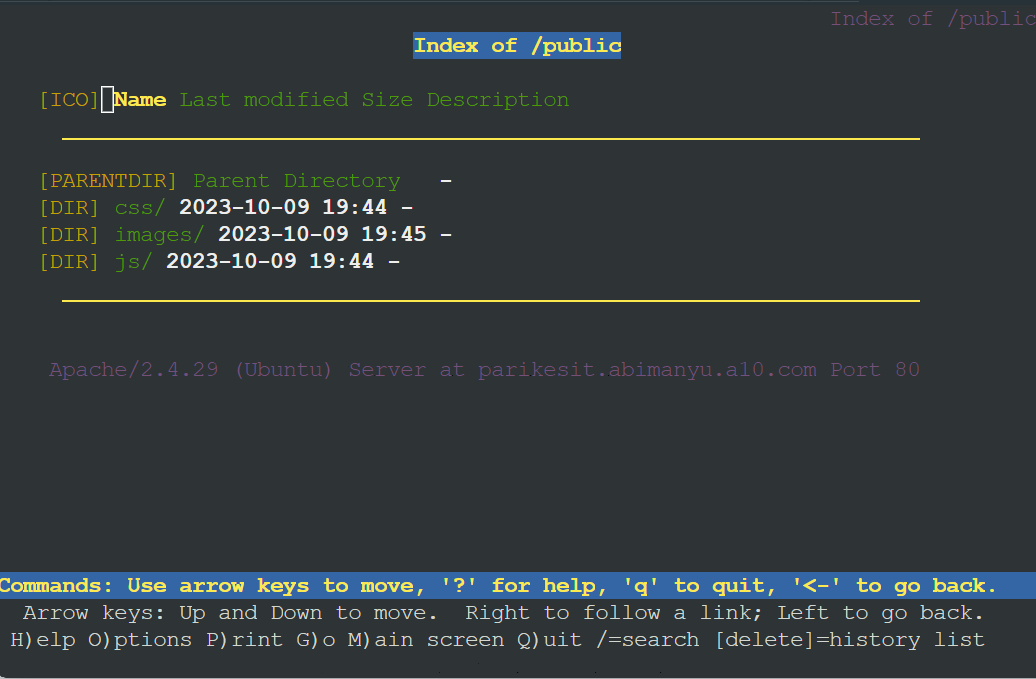 Index of /public
Index of /public
[ICO] Name Last modified Size Description
[PARENTDIR] Parent Directory -
[DIR] css/ 2023-10-09 19:44 -
[DIR] images/ 2023-10-09 19:45 -
[DIR] js/ 2023-10-09 19:44 -
Apache/2.4.29 (Ubuntu) Server at parikesit.abimanyu.a10.com Port 80
Commands: Use arrow keys to move, '?' for help, 'q' to quit, '<-' to go back.
Arrow keys: Up and Down to move. Right to follow a link; Left to go back.
H)elp O)ptions P)rint G)o M)ain screen Q)uit /=search [delete]=history list